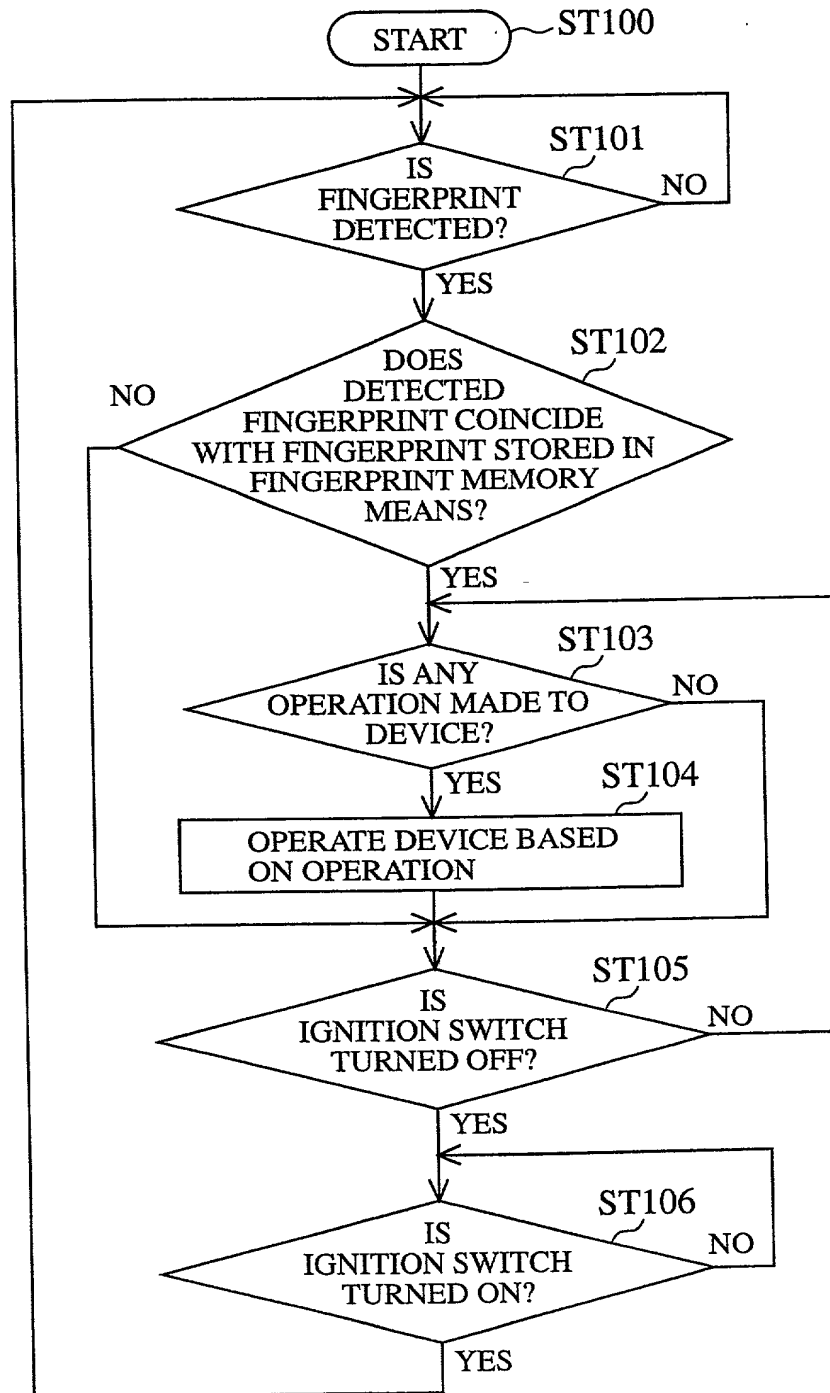 START
ST100
ST101
IS
FINGERPRINT
DETECTED?
NO
YES
ST102
DOES
DETECTED
FINGERPRINT COINCIDE
WITH FINGERPRINT STORED IN
FINGERPRINT MEMORY
MEANS?
NO
YES
ST103
IS ANY
OPERATION MADE TO
DEVICE?
NO
YES
ST104
OPERATE DEVICE BASED
ON OPERATION
ST105
IS
IGNITION SWITCH
TURNED OFF?
NO
YES
ST106
IS
IGNITION SWITCH
TURNED ON?
NO
YES